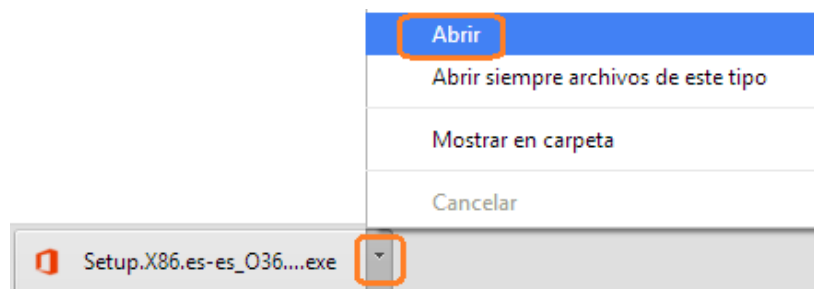 Abrir
Abrir siempre archivos de este tipo
Mostrar en carpeta
Cancelar
Setup.X86.es-es_O36....exe